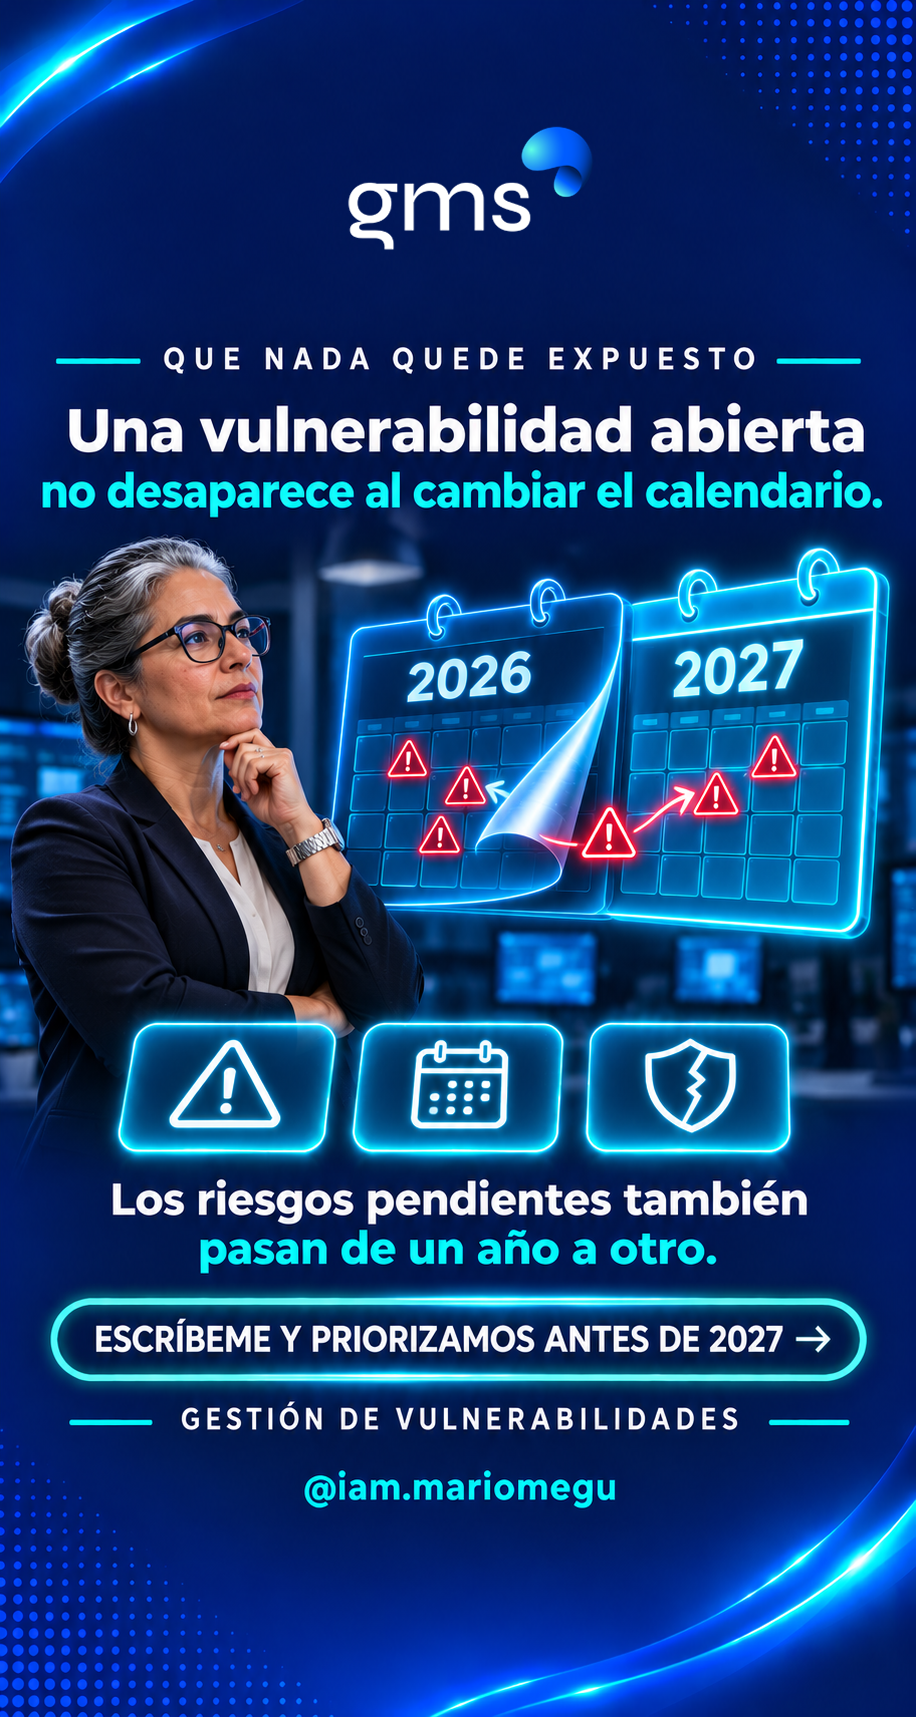 gms
QUE NADA QUEDE EXPUESTO
Una vulnerabilidad abierta
no desaparece al cambiar el calendario.
2026
2027
Los riesgos pendientes también
pasan de un año a otro.
ESCRÍBEME Y PRIORIZAMOS ANTES DE 2027 →
GESTIÓN DE VULNERABILIDADES
@iam.mariomegu